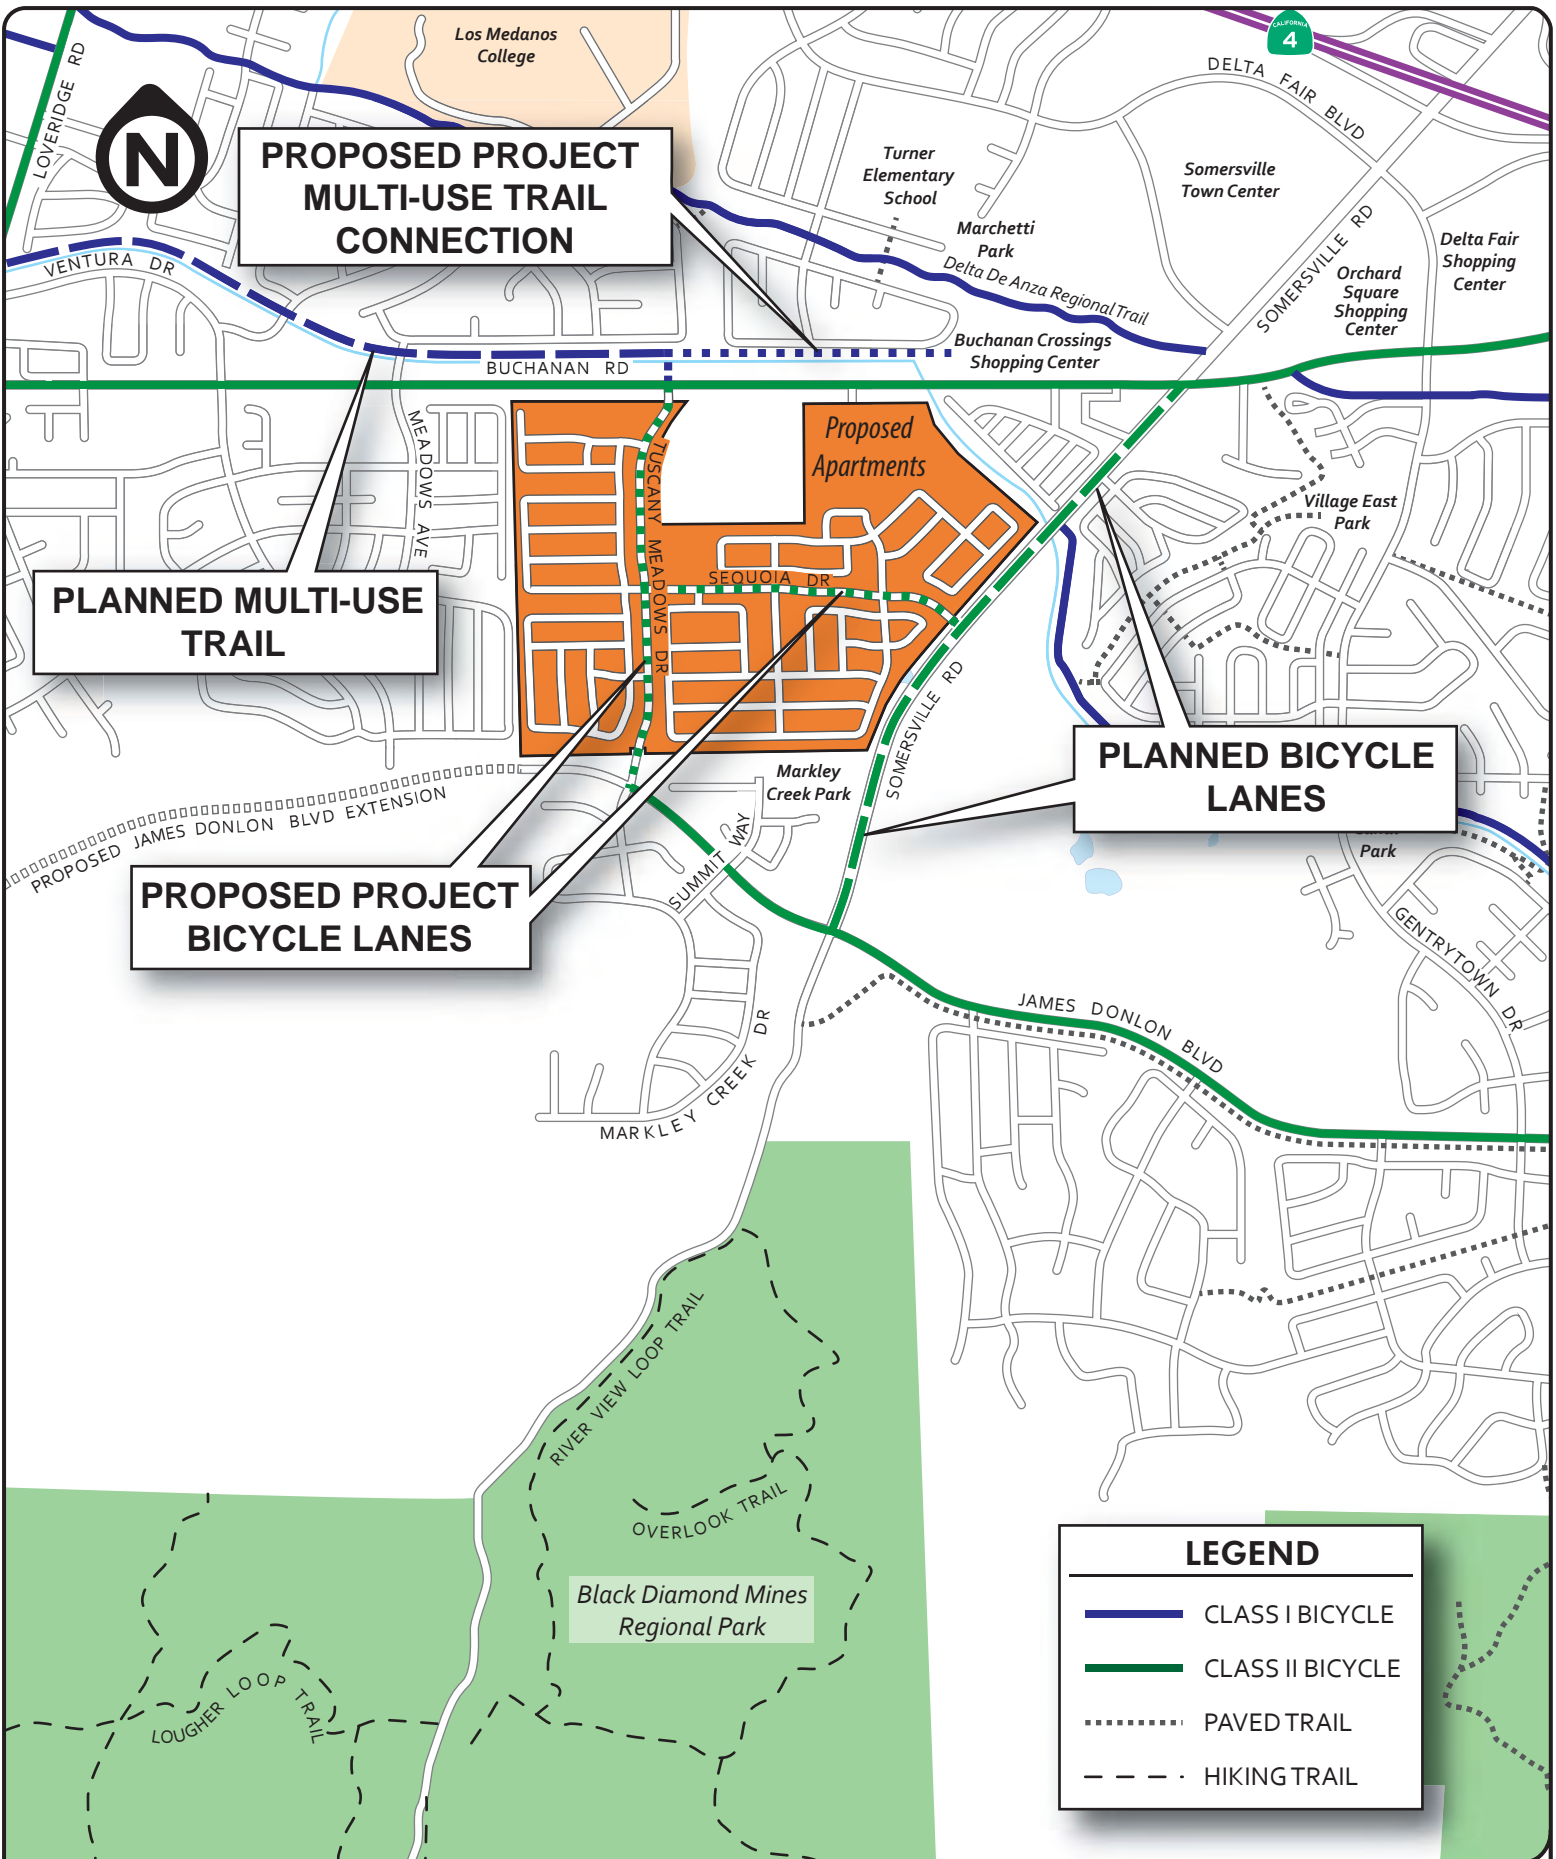 Los Medanos
College
CALIFORNIA
4
DELTA FAIR BLVD
LOVERIDGE RD
N
PROPOSED PROJECT
MULTI-USE TRAIL
CONNECTION
Turner
Elementary
School
Somersville
Town Center
Marchetti
Park
Delta De Anza Regional Trail
SOMERSVILLE RD
Orchard
Square
Shopping
Center
Delta Fair
Shopping
Center
VENTURA DR
BUCHANAN RD
Buchanan Crossings
Shopping Center
MEADOWS AVE
Proposed
Apartments
TUSCANY MEADOWS DR
SEQUOIA DR
Village East
Park
PLANNED MULTI-USE
TRAIL
SOMERSVILLE RD
PLANNED BICYCLE
LANES
Markley
Creek Park
PROPOSED JAMES DONLON BLVD EXTENSION
SUMMIT WAY
Park
PROPOSED PROJECT
BICYCLE LANES
GENTRYTOWN DR
JAMES DONLON BLVD
MARKLEY CREEK DR
RIVER VIEW LOOP TRAIL
OVERLOOK TRAIL
Black Diamond Mines
Regional Park
LOUGHER LOOP TRAIL
LEGEND
CLASS I BICYCLE
CLASS II BICYCLE
PAVED TRAIL
HIKING TRAIL